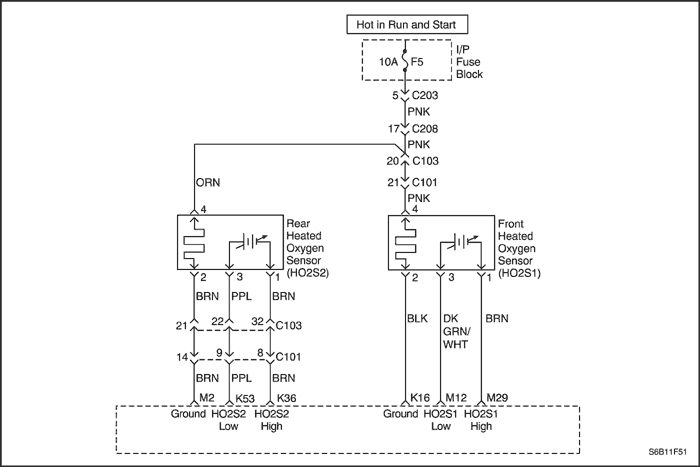 Hot in Run and Start
10A F5
I/P
Fuse
Block
5 C203
PNK
17 C208
PNK
20 C103
21 C101
PNK
ORN
4
4
Rear
Heated
Oxygen
Sensor
(HO2S2)
Front
Heated
Oxygen
Sensor
(HO2S1)
2 3 1
2 3 1
BRN PPL BRN
BLK DK GRN/ WHT BRN
21 22 32 C103
14 9 8 C101
BRN PPL BRN
M2 K53 K36
K16 M12 M29
Ground HO2S2 Low HO2S2 High
Ground HO2S1 Low HO2S1 High
S6B11F51